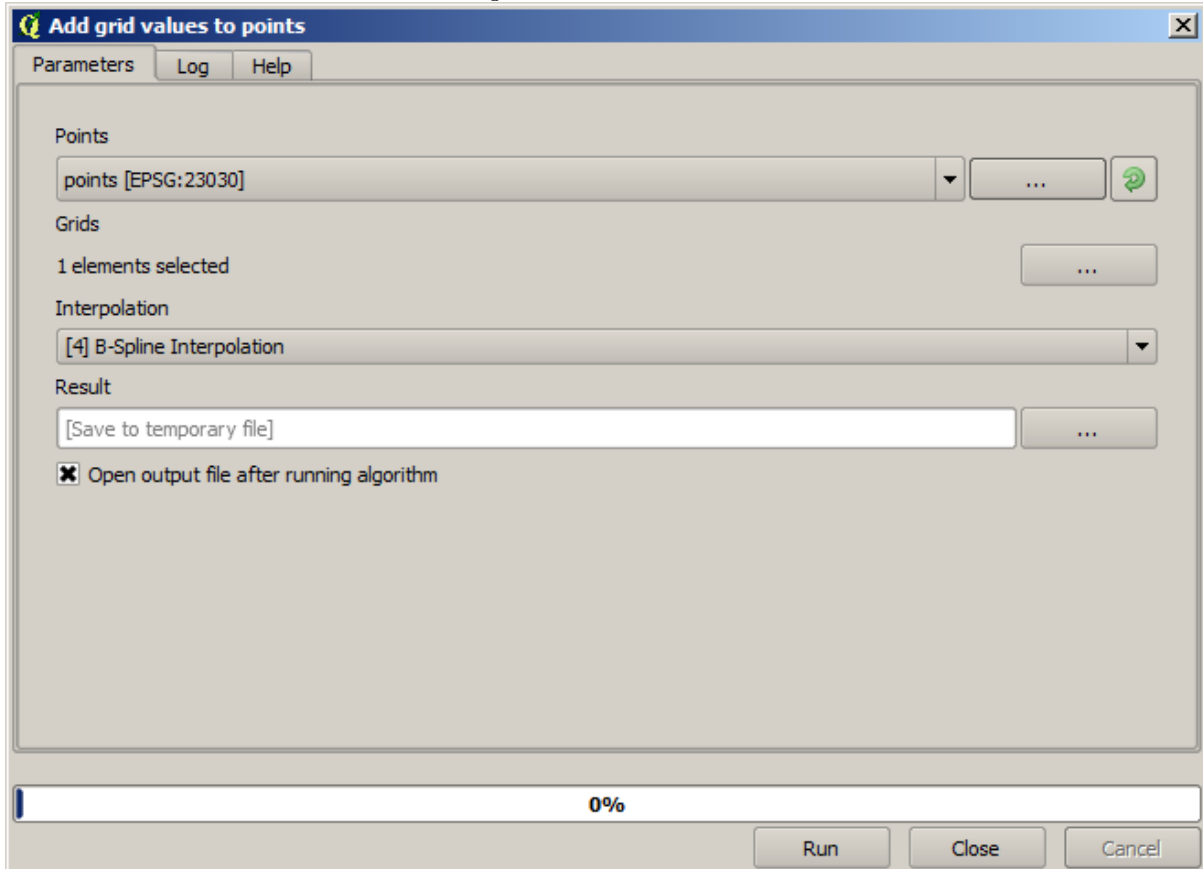 Add grid values to points
Parameters Log Help
Points
points [EPSG:23030] ...
Grids
1 elements selected ...
Interpolation
[4] B-Spline Interpolation
Result
[Save to temporary file] ...
Open output file after running algorithm
0%
Run Close Cancel